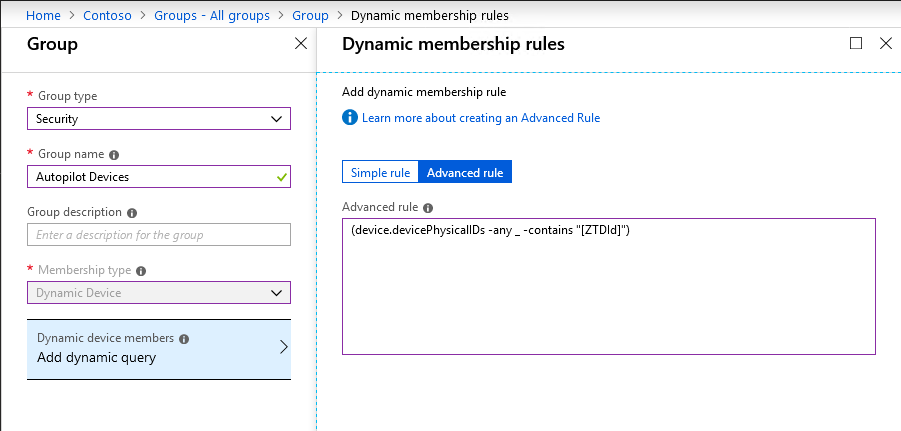 Home > Contoso > Groups - All groups > Group > Dynamic membership rules
Group
* Group type
Security
* Group name
Autopilot Devices
Group description
Enter a description for the group
* Membership type
Dynamic Device
Dynamic device members
Add dynamic query
Dynamic membership rules
Add dynamic membership rule
Learn more about creating an Advanced Rule
Simple rule Advanced rule
Advanced rule
(device.devicePhysicalIDs -any _ -contains "[ZTDId]")